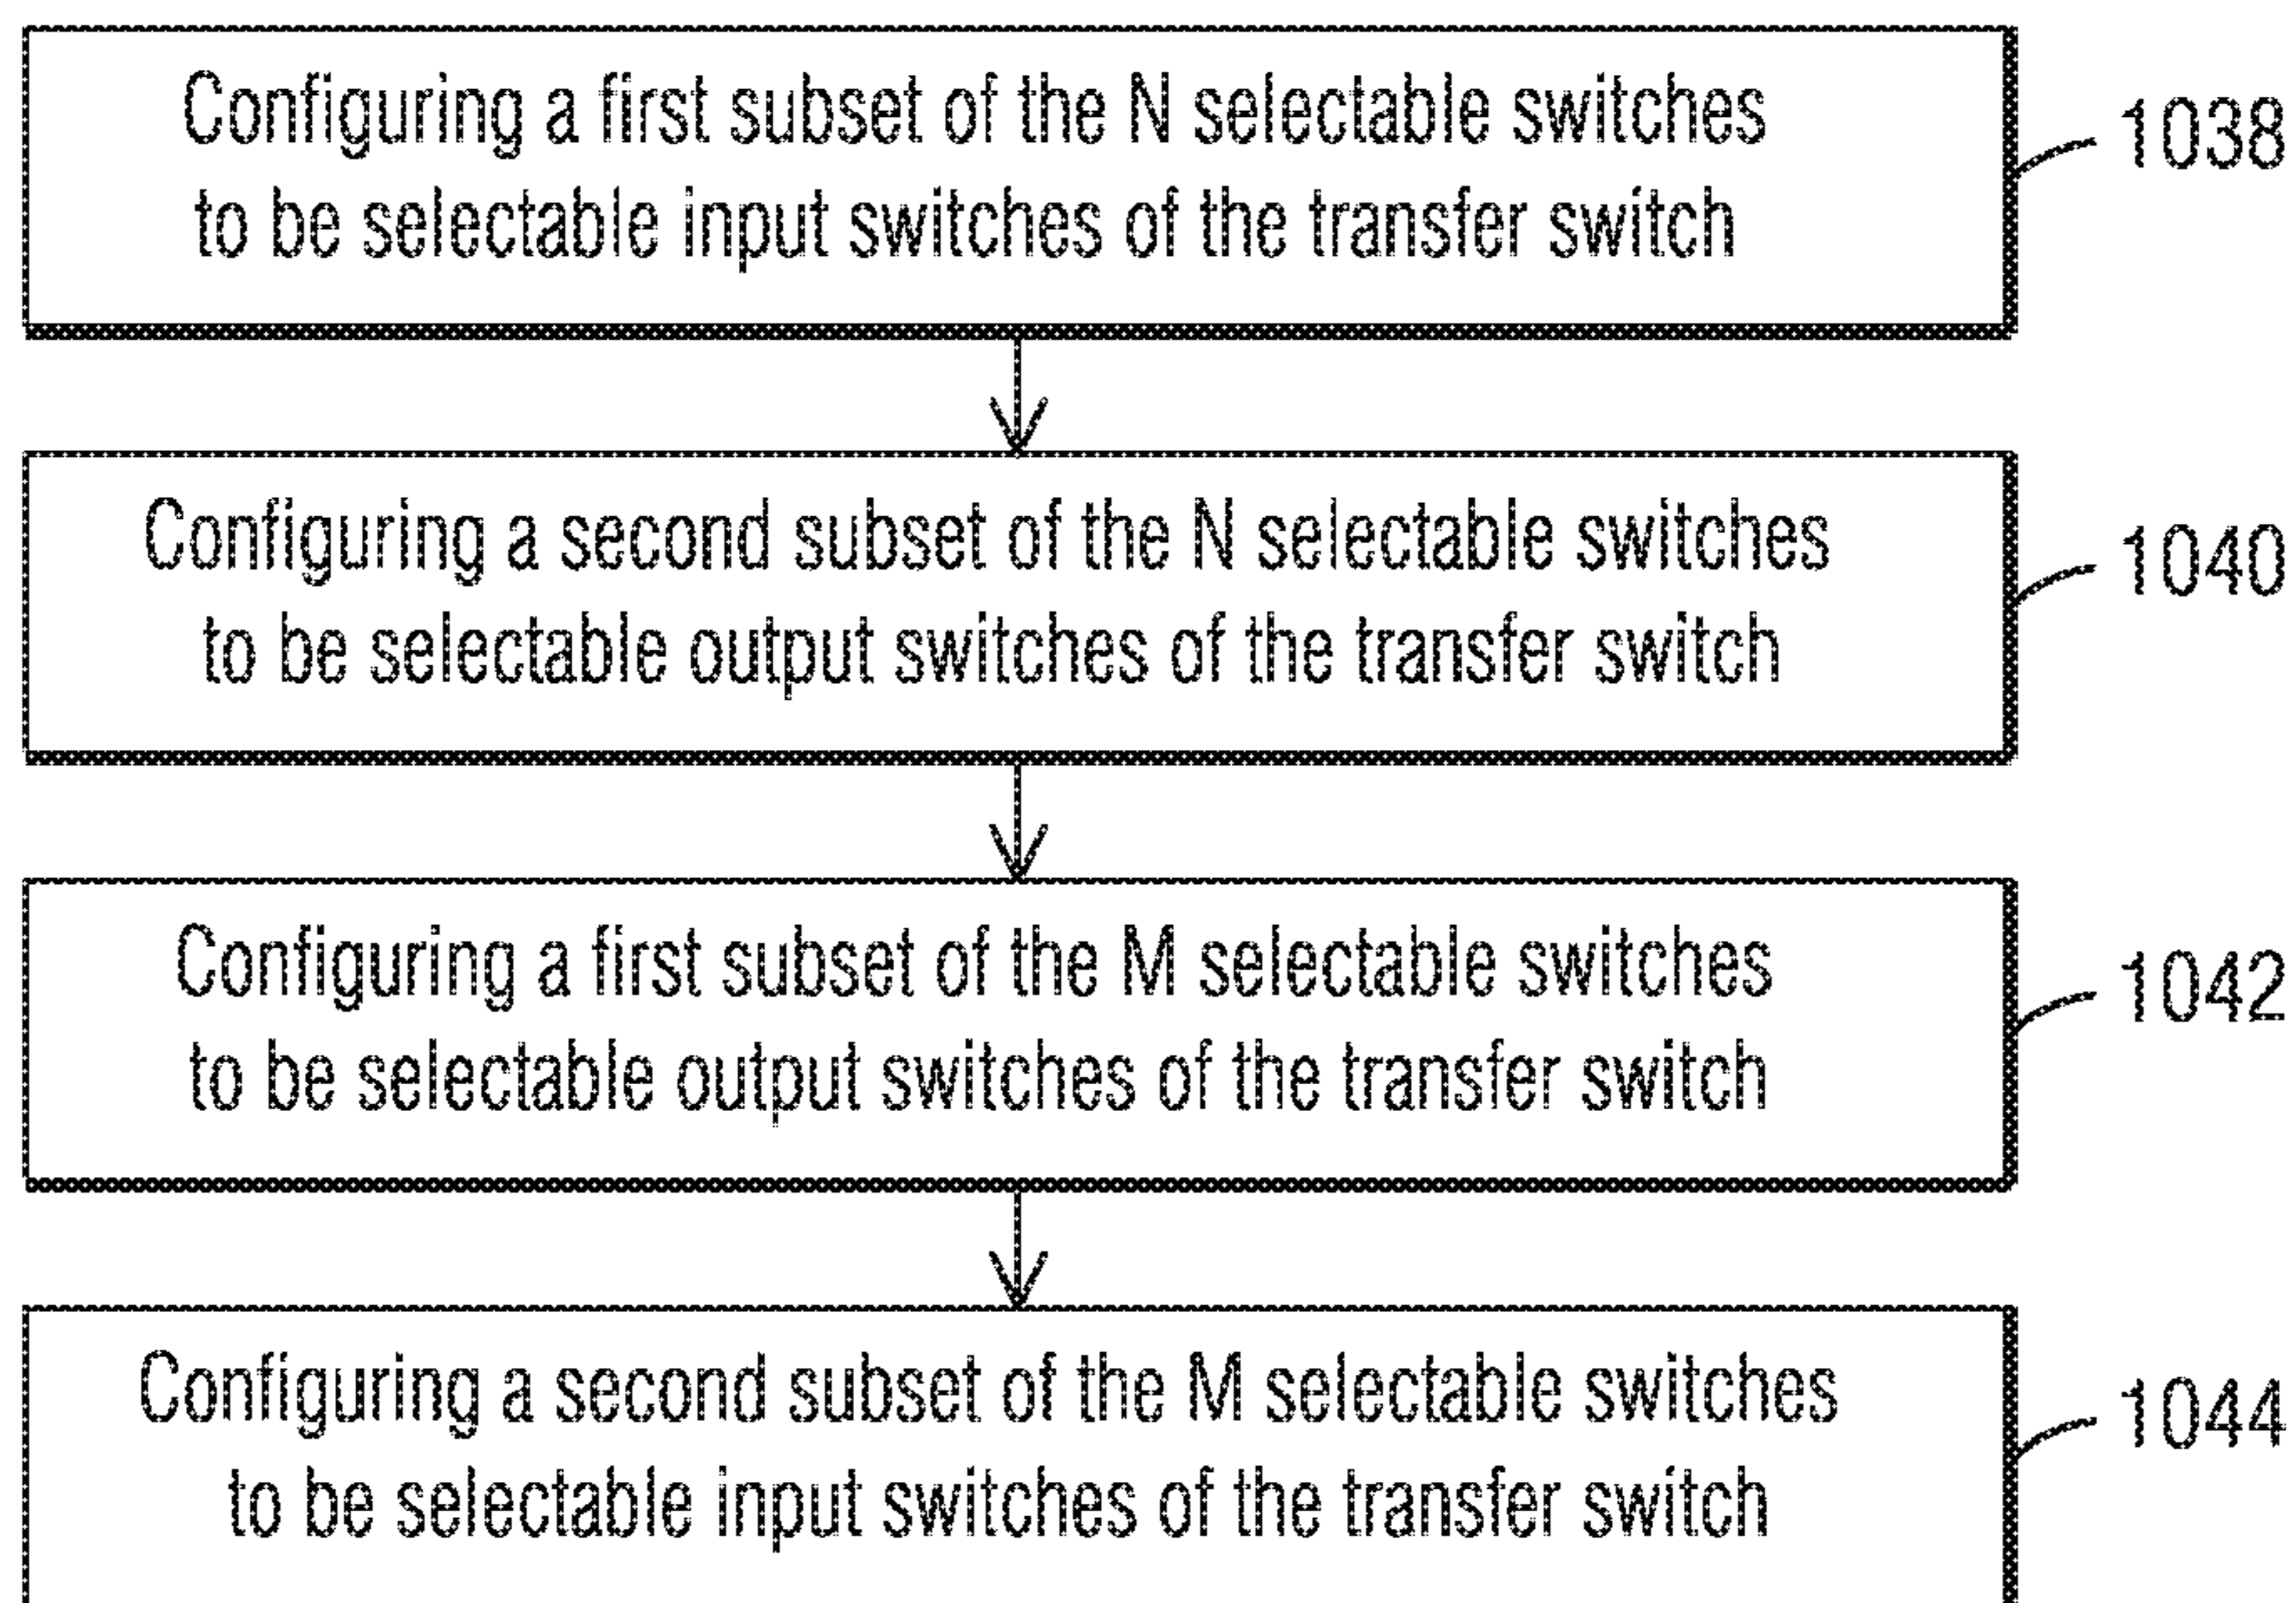 Configuring a first subset of the N selectable switches
to be selectable input switches of the transfer switch
1038
Configuring a second subset of the N selectable switches
to be selectable output switches of the transfer switch
1040
Configuring a first subset of the M selectable switches
to be selectable output switches of the transfer switch
1042
Configuring a second subset of the M selectable switches
to be selectable input switches of the transfer switch
1044